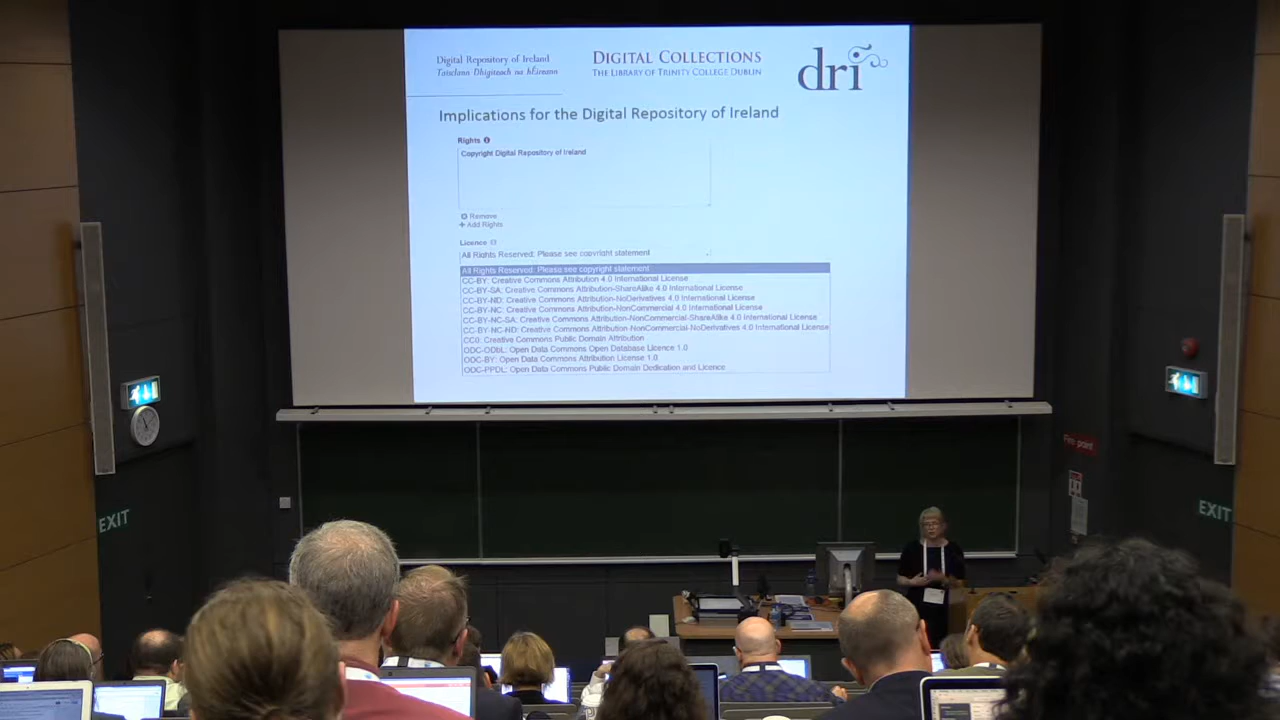 Digital Repository of Ireland
Taisclann Dhigiteach na hÉireann
DIGITAL COLLECTIONS
THE LIBRARY OF TRINITY COLLEGE DUBLIN
dri
Implications for the Digital Repository of Ireland
Rights
Copyright Digital Repository of Ireland
Remove
+ Add Rights
Licence
All Rights Reserved: Please see copyright statement
All Rights Reserved: Please see copyright statement
CC-BY: Creative Commons Attribution 4.0 International License
CC-BY-SA: Creative Commons Attribution-ShareAlike 4.0 International License
CC-BY-ND: Creative Commons Attribution-NoDerivatives 4.0 International License
CC-BY-NC: Creative Commons Attribution-NonCommercial 4.0 International License
CC-BY-NC-SA: Creative Commons Attribution-NonCommercial-ShareAlike 4.0 International License
CC-BY-NC-ND: Creative Commons Attribution-NonCommercial-NoDerivatives 4.0 International License
CC0: Creative Commons Public Domain Attribution
ODC-ODbL: Open Data Commons Open Database Licence 1.0
ODC-BY: Open Data Commons Attribution License 1.0
ODC-PPDL: Open Data Commons Public Domain Dedication and Licence
Fire point
EXIT
EXIT